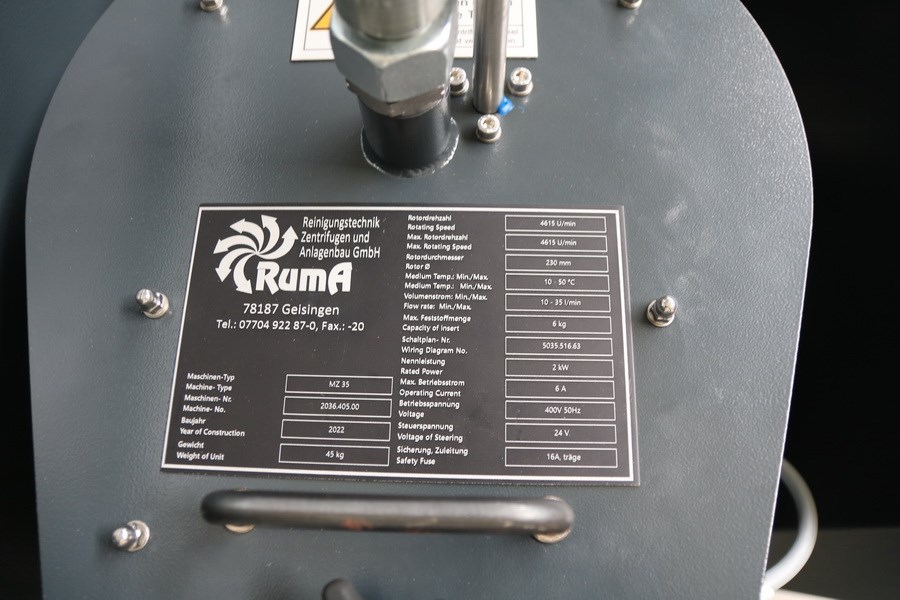 Reinigungstechnik
Zentrifugen und
Anlagenbau GmbH
RumA
78187 Geisingen
Tel.: 07704 922 87-0, Fax.: -20
Maschinen-Typ
Machine- Type
MZ 35
Maschinen- Nr.
Machine- No.
2036.405.00
Baujahr
Year of Construction
2022
Gewicht
Weight of Unit
45 kg
Rotordrehzahl
Rotating Speed
4615 U/min
Max. Rotordrehzahl
Max. Rotating Speed
4615 U/min
Rotordurchmesser
Rotor Ø
230 mm
Medium Temp.: Min./Max.
Medium Temp.: Min./Max.
10 - 50 °C
Volumenstrom: Min./Max.
Flow rate: Min./Max.
10 - 35 l/min
Max. Feststoffmenge
Capacity of insert
6 kg
Schaltplan- Nr.
Wiring Diagram No.
5035.516.63
Nennleistung
Rated Power
2 kW
Max. Betriebsstrom
Operating Current
6 A
Betriebsspannung
Voltage
400V 50Hz
Steuerspannung
Voltage of Steering
24 V
Sicherung, Zuleitung
Safety Fuse
16A, träge